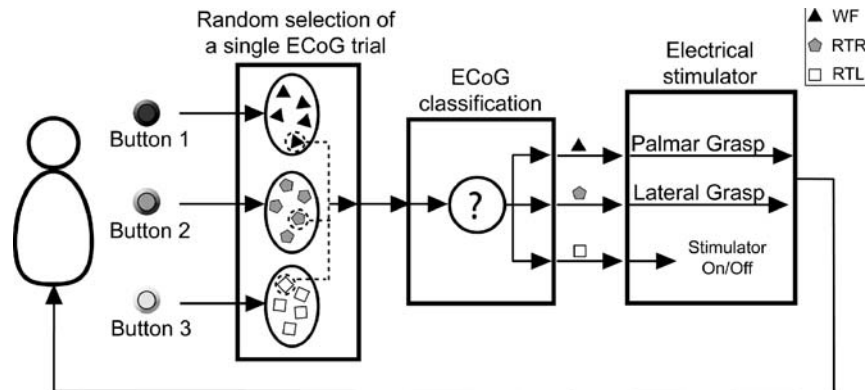 Random selection of
a single ECoG trial
ECoG
classification
Electrical
stimulator
WF
RTR
RTL
Button 1
Button 2
Button 3
?
Palmar Grasp
Lateral Grasp
Stimulator
On/Off